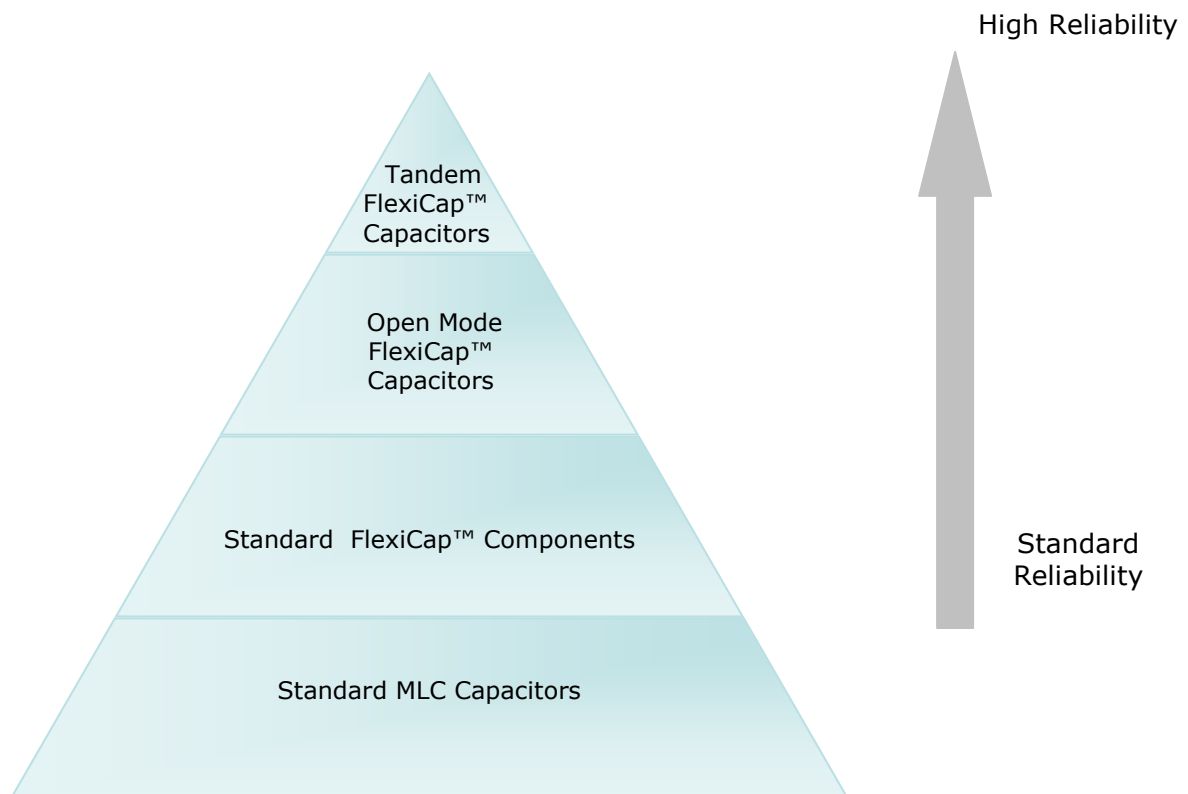 High Reliability
Tandem
FlexiCap™
Capacitors
Open Mode
FlexiCap™
Capacitors
Standard FlexiCap™ Components
Standard
Reliability
Standard MLC Capacitors